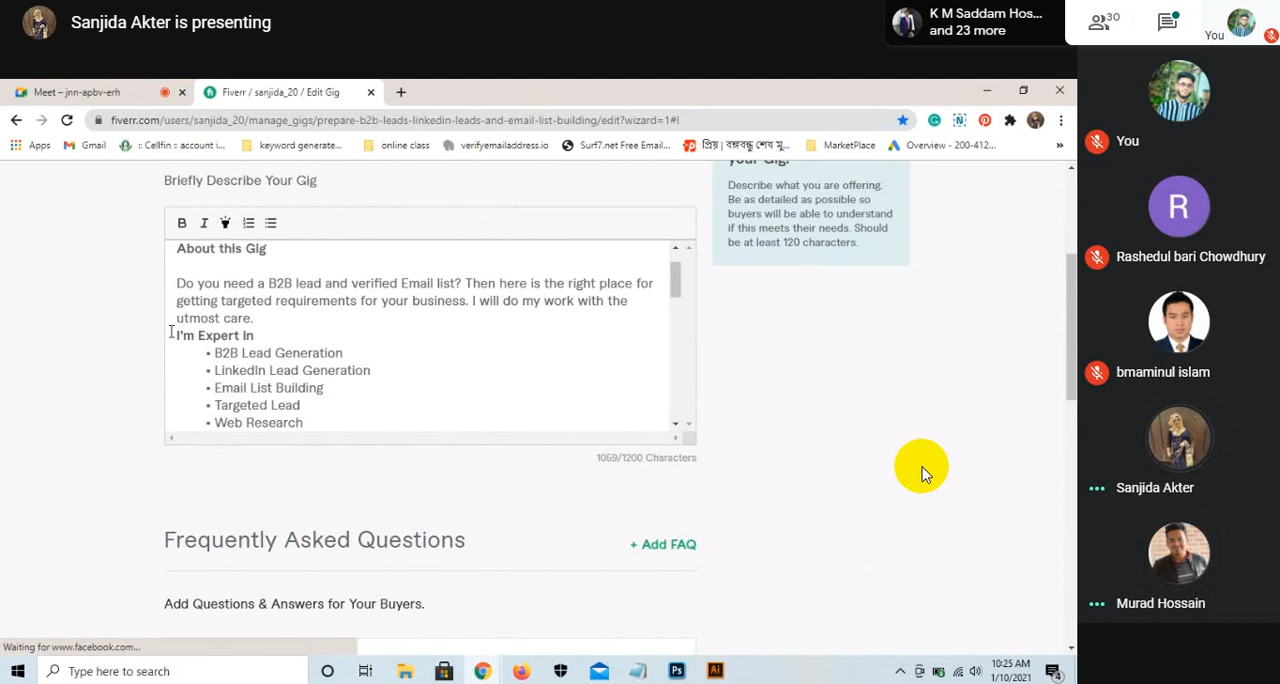 Sanjida Akter is presenting
K M Saddam Hos...
and 23 more
30
You
Meet – jnn-apbv-erh
Fiverr / sanjida_20 / Edit Gig
fiverr.com/users/sanjida_20/manage_gigs/prepare-b2b-leads-linkedin-leads-and-email-list-building/edit?wizard=1#!
Apps
Gmail
:: Cellfin :: account i...
keyword generate...
online class
verifyemailaddress.io
Surf7.net Free Email...
প্রিয় | বঙ্গবন্ধু শেখ মু...
MarketPlace
Overview - 200-412...
»
Briefly Describe Your Gig
B I
About this Gig
Do you need a B2B lead and verified Email list? Then here is the right place for
getting targeted requirements for your business. I will do my work with the
utmost care.
I'm Expert In
• B2B Lead Generation
• LinkedIn Lead Generation
• Email List Building
• Targeted Lead
• Web Research
1059/1200 Characters
your Gig.
Describe what you are offering.
Be as detailed as possible so
buyers will be able to understand
if this meets their needs. Should
be at least 120 characters.
Frequently Asked Questions
+ Add FAQ
Add Questions & Answers for Your Buyers.
Waiting for www.facebook.com...
Type here to search
Ps
Ai
10:25 AM
1/10/2021
4
You
R
Rashedul bari Chowdhury
bmaminul islam
Sanjida Akter
Murad Hossain